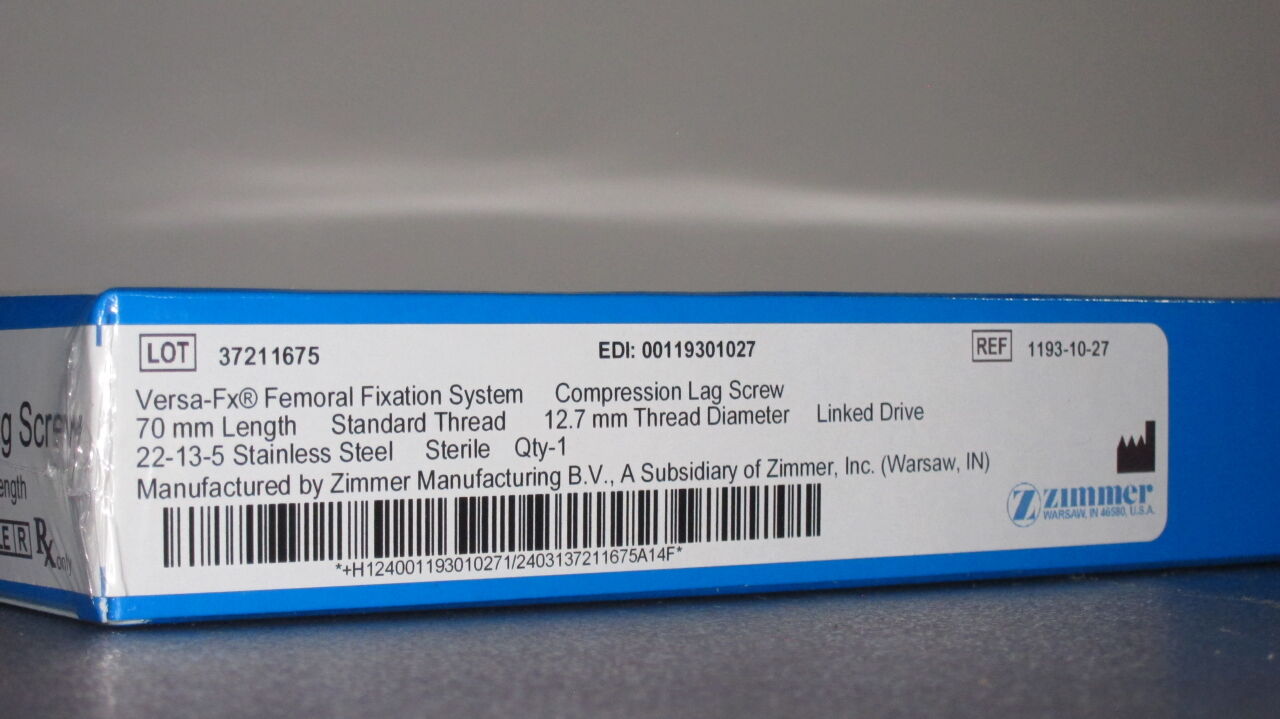 LOT 37211675 EDI: 00119301027 REF 1193-10-27
Versa-Fx® Femoral Fixation System Compression Lag Screw
70 mm Length Standard Thread 12.7 mm Thread Diameter Linked Drive
22-13-5 Stainless Steel Sterile Qty-1
Manufactured by Zimmer Manufacturing B.V., A Subsidiary of Zimmer, Inc. (Warsaw, IN)
*+H124001193010271/2403137211675A14F*
Z zimmer
WARSAW, IN 46580, U.S.A.
g Screw
ength
LE R Rx only